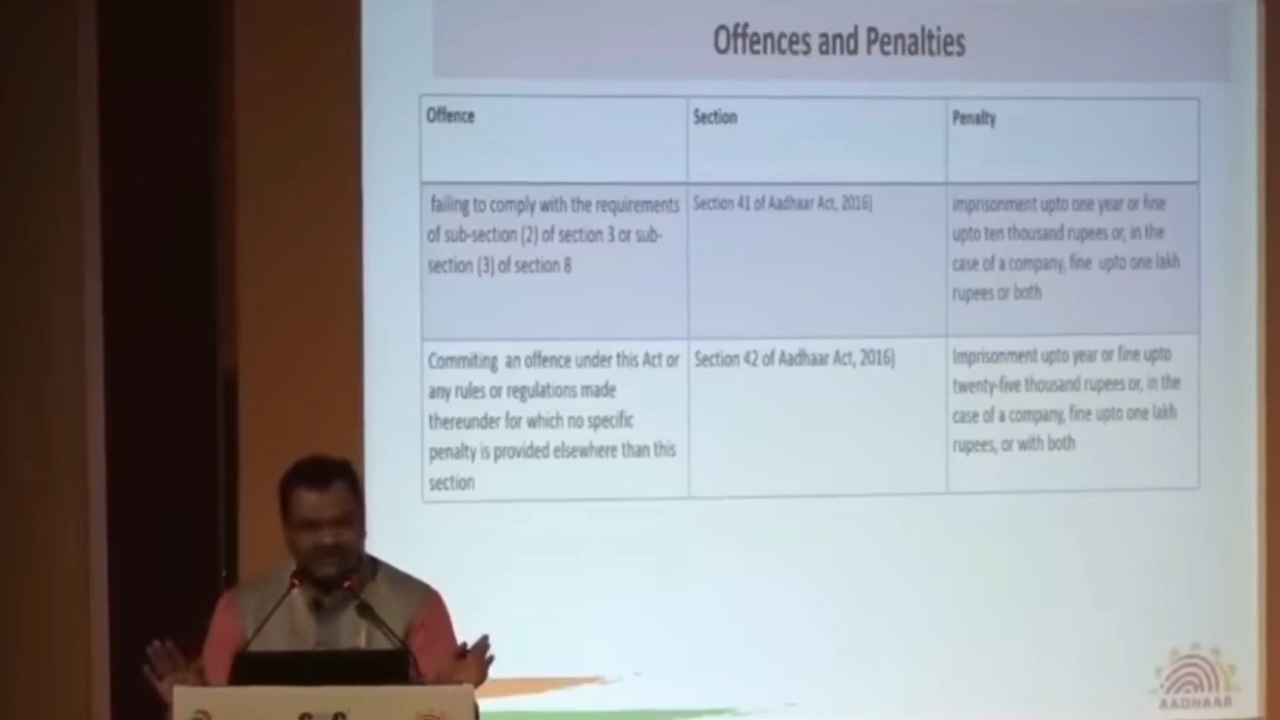 Offences and Penalties
Offence
Section
Penalty
failing to comply with the requirements
of sub-section (2) of section 3 or sub-
section (3) of section 8
Section 41 of Aadhaar Act, 2016)
imprisonment upto one year or fine
upto ten thousand rupees or, in the
case of a company, fine upto one lakh
rupees or both
Commiting an offence under this Act or
any rules or regulations made
thereunder for which no specific
penalty is provided elsewhere than this
section
Section 42 of Aadhaar Act, 2016)
Imprisonment upto year or fine upto
twenty-five thousand rupees or, in the
case of a company, fine upto one lakh
rupees, or with both
AADHAAR